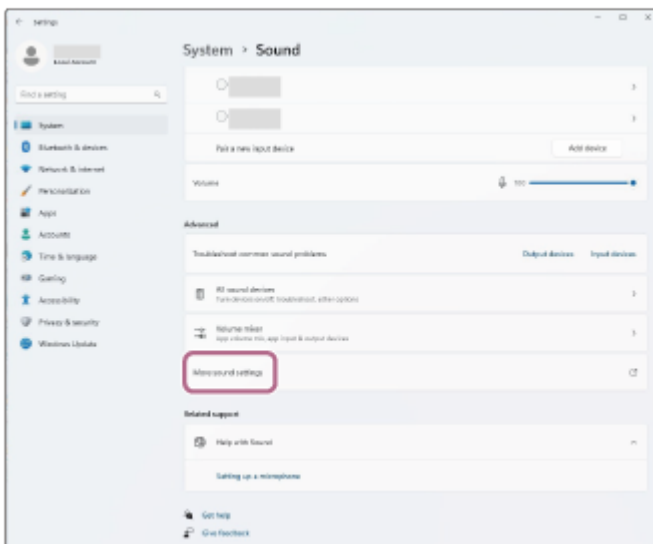 Settings
System > Sound
Local Account
Find a setting
System
Bluetooth & devices
Network & internet
Personalization
Apps
Accounts
Time & language
Gaming
Accessibility
Privacy & security
Windows Update
Pair a new input device
Add device
Volume
100
Advanced
Troubleshoot common sound problems
Output devices
Input devices
All sound devices
Turn devices on/off, troubleshoot, other options
Volume mixer
App volume mix, app input & output devices
More sound settings
Related support
Help with Sound
Setting up a microphone
Get help
Give feedback